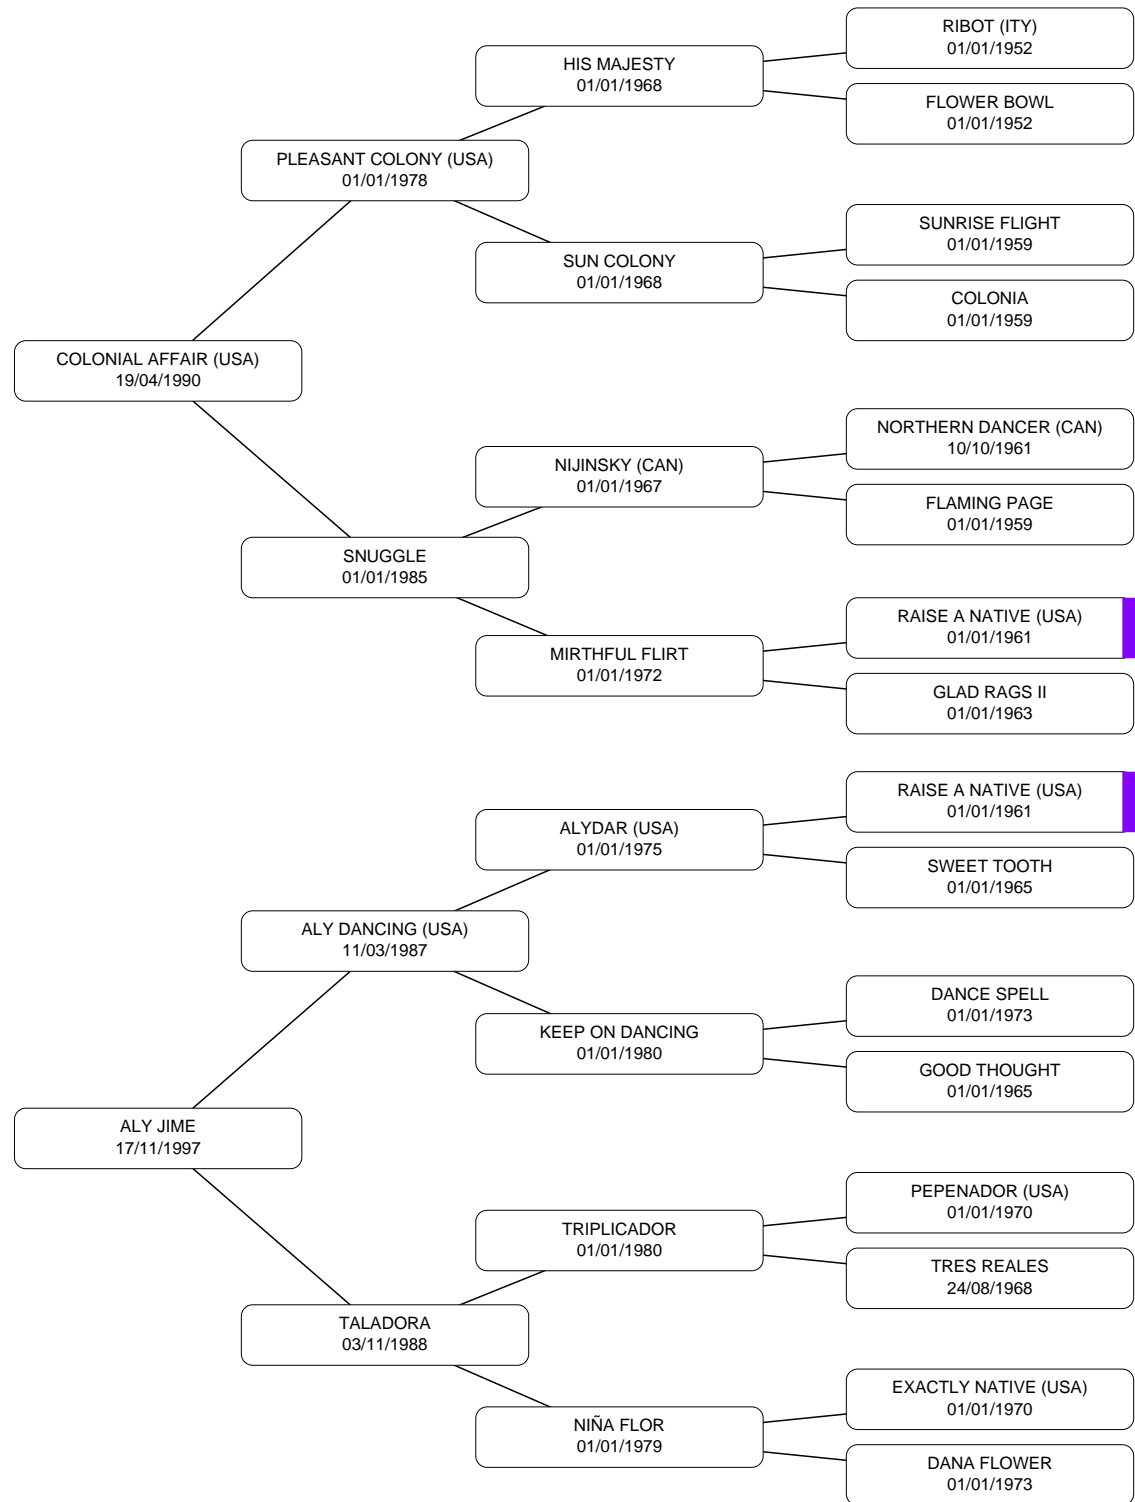 RIBOT (ITY)
01/01/1952
HIS MAJESTY
01/01/1968
FLOWER BOWL
01/01/1952
PLEASANT COLONY (USA)
01/01/1978
SUNRISE FLIGHT
01/01/1959
SUN COLONY
01/01/1968
COLONIA
01/01/1959
COLONIAL AFFAIR (USA)
19/04/1990
NORTHERN DANCER (CAN)
10/10/1961
NIJINSKY (CAN)
01/01/1967
FLAMING PAGE
01/01/1959
SNUGGLE
01/01/1985
RAISE A NATIVE (USA)
01/01/1961
MIRTHFUL FLIRT
01/01/1972
GLAD RAGS II
01/01/1963
RAISE A NATIVE (USA)
01/01/1961
ALYDAR (USA)
01/01/1975
SWEET TOOTH
01/01/1965
ALY DANCING (USA)
11/03/1987
DANCE SPELL
01/01/1973
KEEP ON DANCING
01/01/1980
GOOD THOUGHT
01/01/1965
ALY JIME
17/11/1997
PEPENADOR (USA)
01/01/1970
TRIPLICADOR
01/01/1980
TRES REALES
24/08/1968
TALADORA
03/11/1988
EXACTLY NATIVE (USA)
01/01/1970
NIÑA FLOR
01/01/1979
DANA FLOWER
01/01/1973